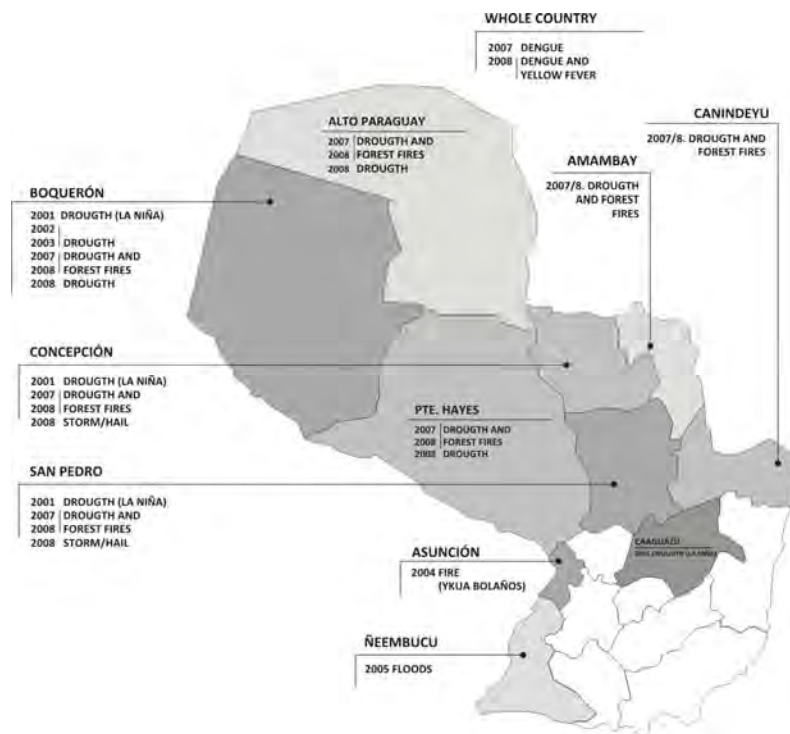 WHOLE COUNTRY
2007 DENGUE
2008 DENGUE AND
YELLOW FEVER
CANINDEYU
2007/8. DROUGTH AND
FOREST FIRES
ALTO PARAGUAY
2007 DROUGTH AND
2008 FOREST FIRES
2008 DROUGTH
AMAMBAY
2007/8. DROUGTH
AND FOREST
FIRES
BOQUERÓN
2001 DROUGTH (LA NIÑA)
2002
2003 DROUGTH
2007 DROUGTH AND
2008 FOREST FIRES
2008 DROUGTH
CONCEPCIÓN
2001 DROUGTH (LA NIÑA)
2007 DROUGTH AND
2008 FOREST FIRES
2008 STORM/HAIL
PTE. HAYES
2007 DROUGTH AND
2008 FOREST FIRES
2008 DROUGTH
SAN PEDRO
2001 DROUGTH (LA NIÑA)
2007 DROUGTH AND
2008 FOREST FIRES
2008 STORM/HAIL
CAAGUAZU
DROUGTH (LA NIÑA)
ASUNCIÓN
2004 FIRE
(YKUA BOLAÑOS)
ÑEEMBUCU
2005 FLOODS